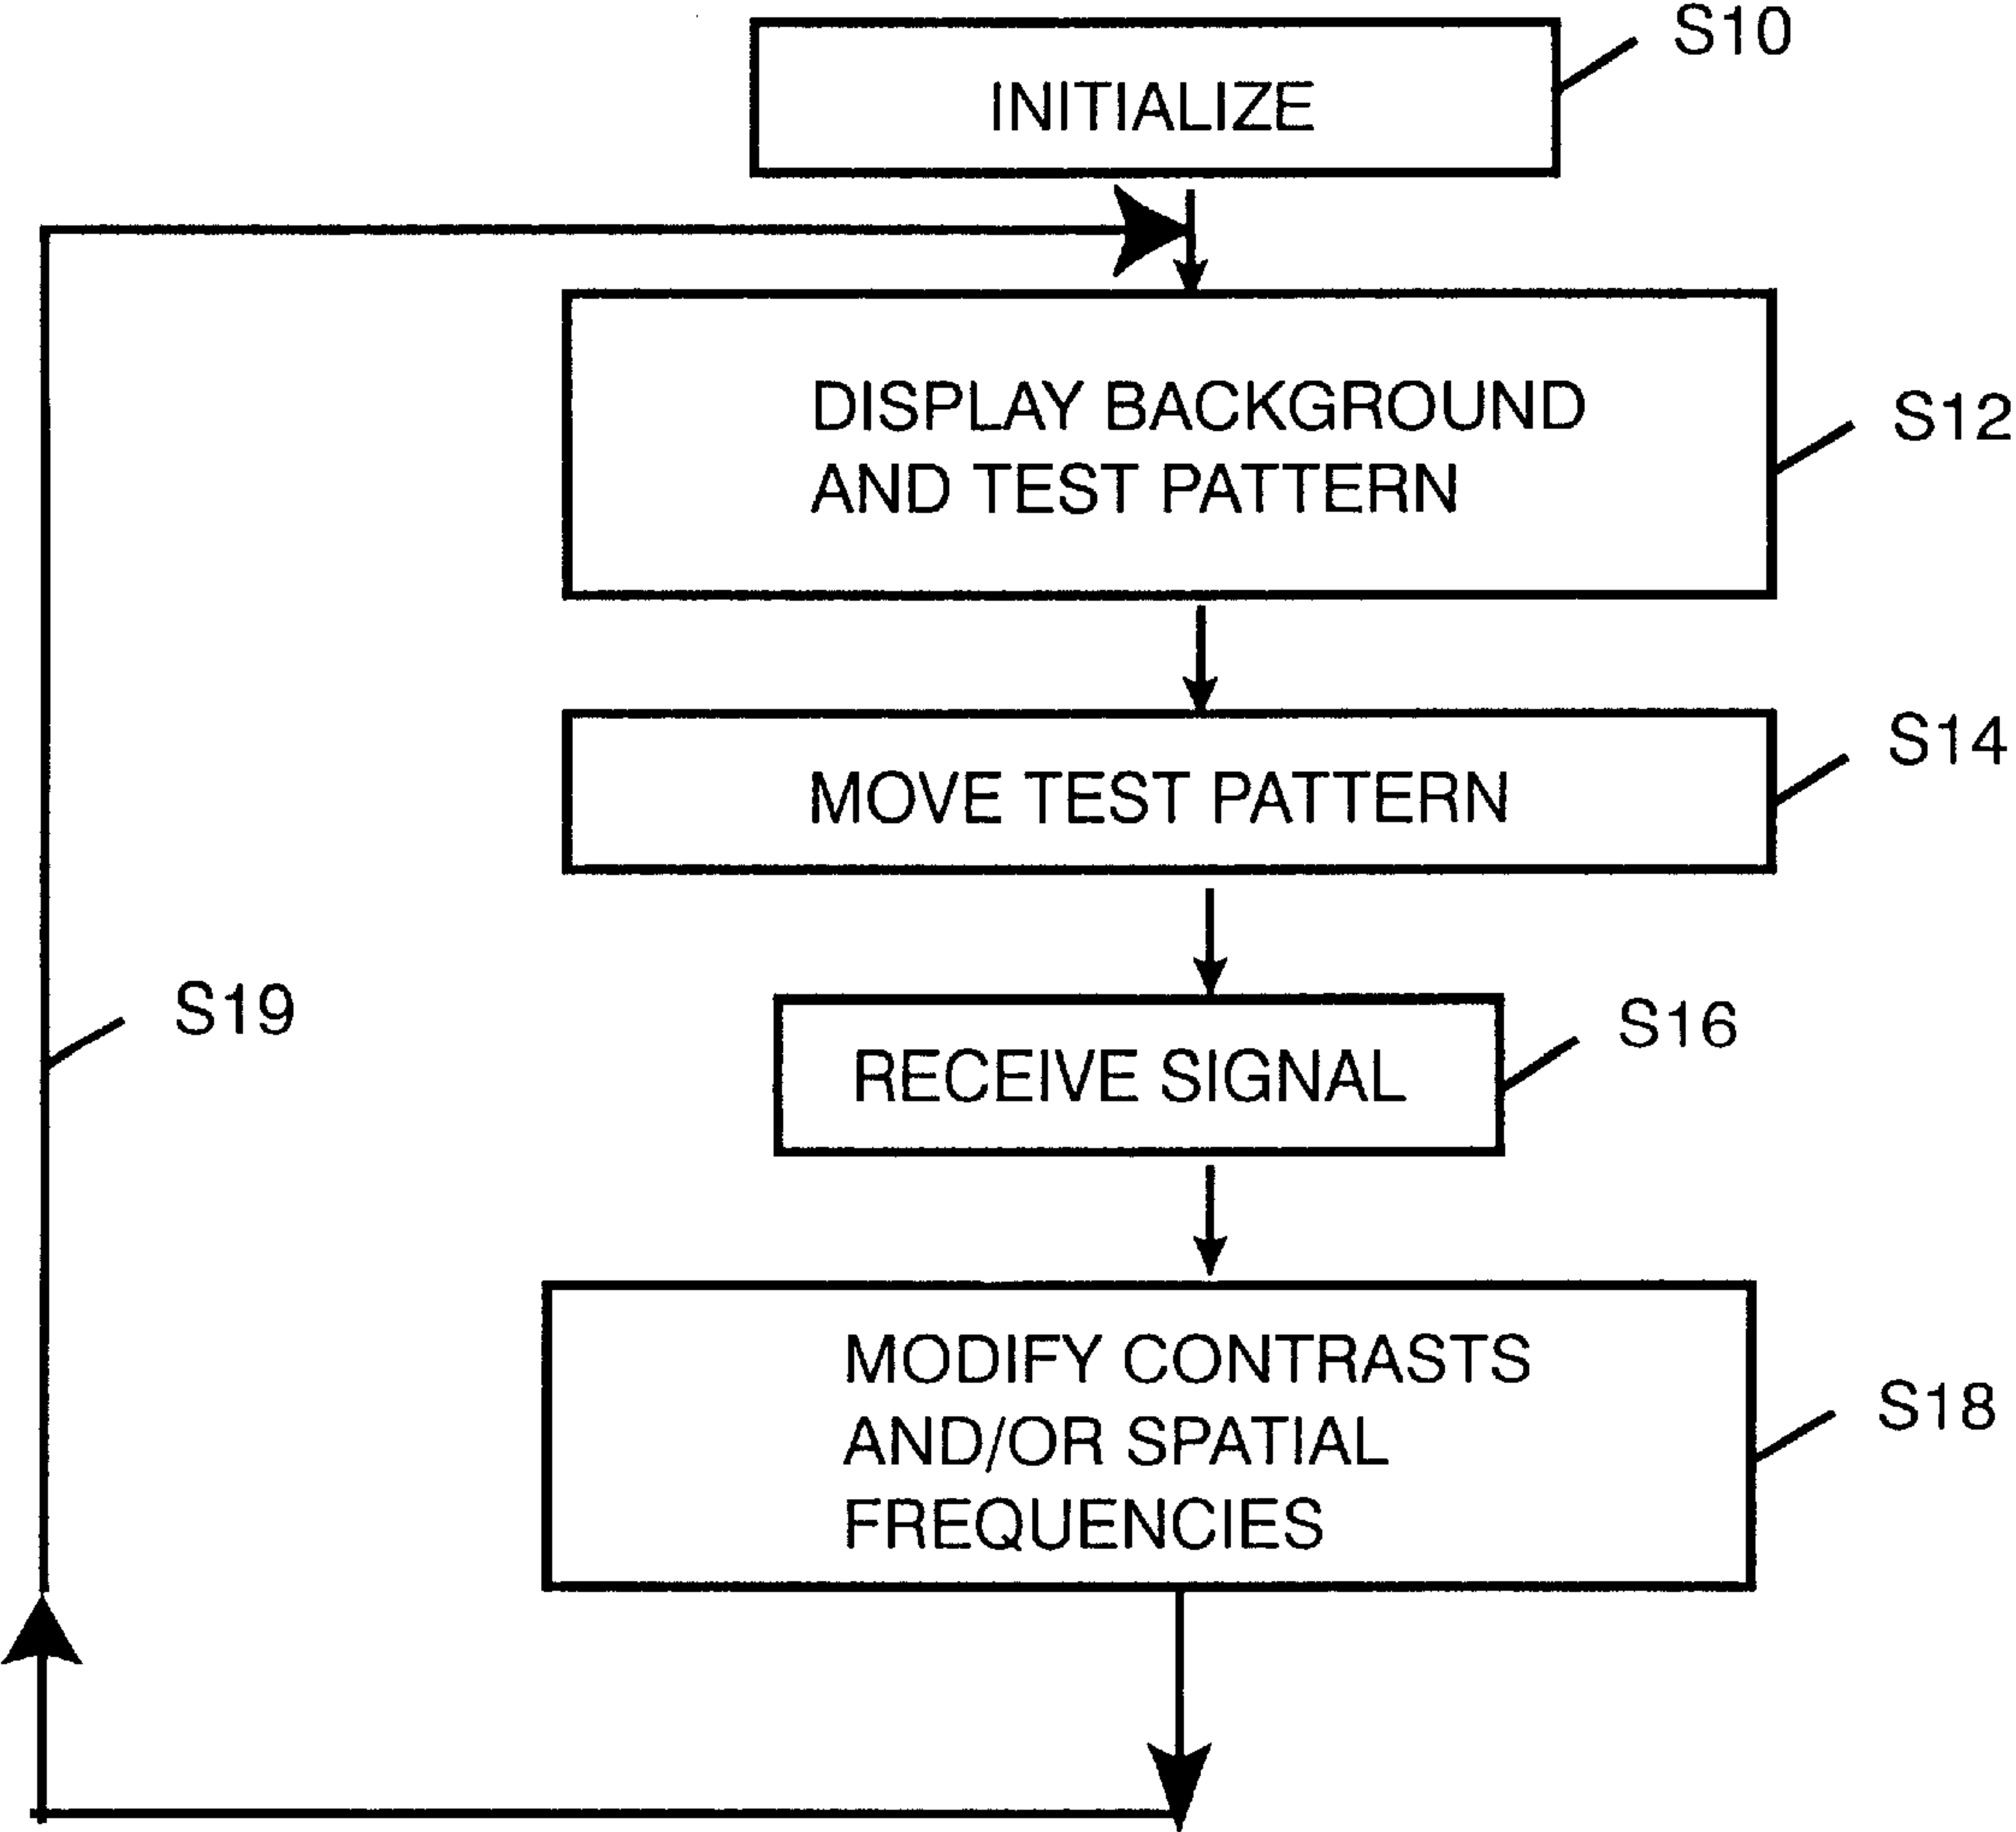 S10
INITIALIZE
DISPLAY BACKGROUND
AND TEST PATTERN
S12
S14
MOVE TEST PATTERN
S19
S16
RECEIVE SIGNAL
MODIFY CONTRASTS
AND/OR SPATIAL
FREQUENCIES
S18